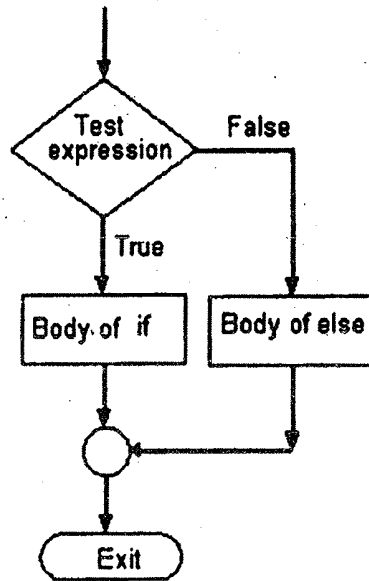 Test
expression
False
True
Body of if
Body of else
Exit